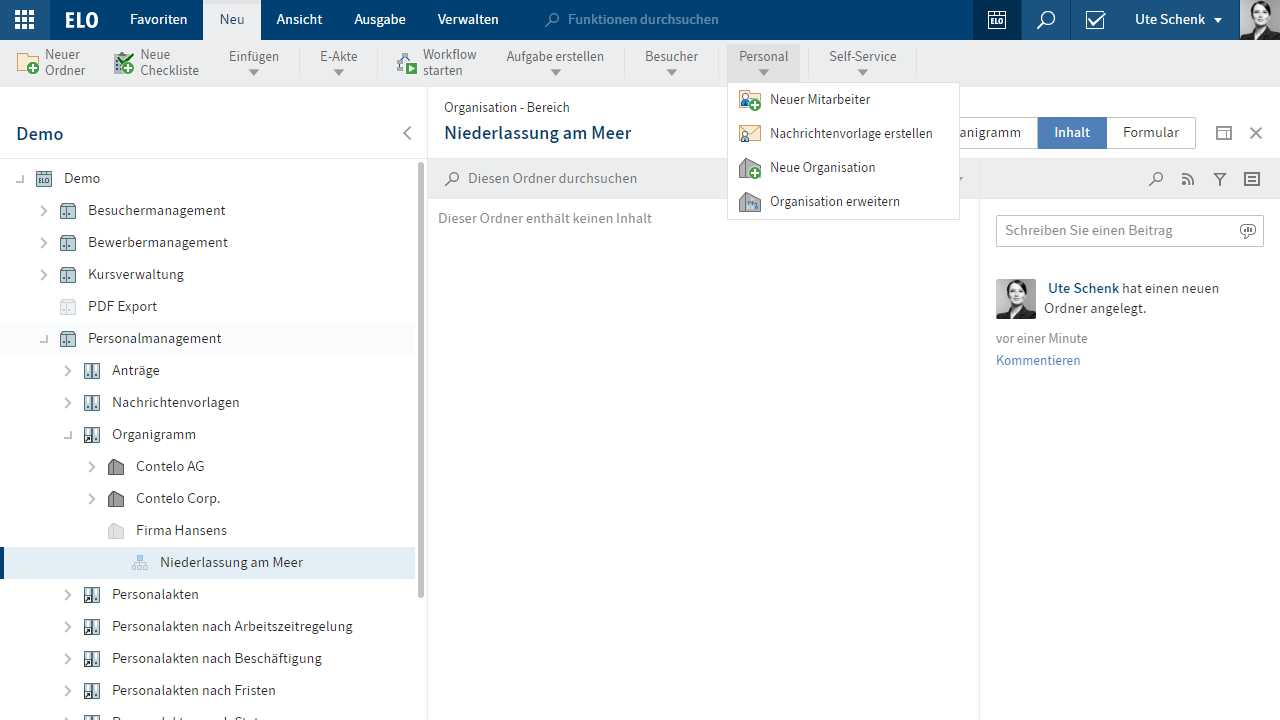 ELO
Favoriten
Neu
Ansicht
Ausgabe
Verwalten
Funktionen durchsuchen
ELO
Ute Schenk
Neuer
Ordner
Neue
Checkliste
Einfügen
E-Akte
Workflow
starten
Aufgabe erstellen
Besucher
Personal
Self-Service
Neuer Mitarbeiter
Nachrichtenvorlage erstellen
Neue Organisation
Organisation erweitern
Demo
Organisation - Bereich
Niederlassung am Meer
anigramm
Inhalt
Formular
Diesen Ordner durchsuchen
Dieser Ordner enthält keinen Inhalt
ELO
Demo
Besuchermanagement
Bewerbermanagement
Kursverwaltung
PDF Export
Personalmanagement
Anträge
Nachrichtenvorlagen
Organigramm
Contelo AG
Contelo Corp.
Firma Hansens
Niederlassung am Meer
Personalakten
Personalakten nach Arbeitszeitregelung
Personalakten nach Beschäftigung
Personalakten nach Fristen
Schreiben Sie einen Beitrag
Ute Schenk hat einen neuen
Ordner angelegt.
vor einer Minute
Kommentieren